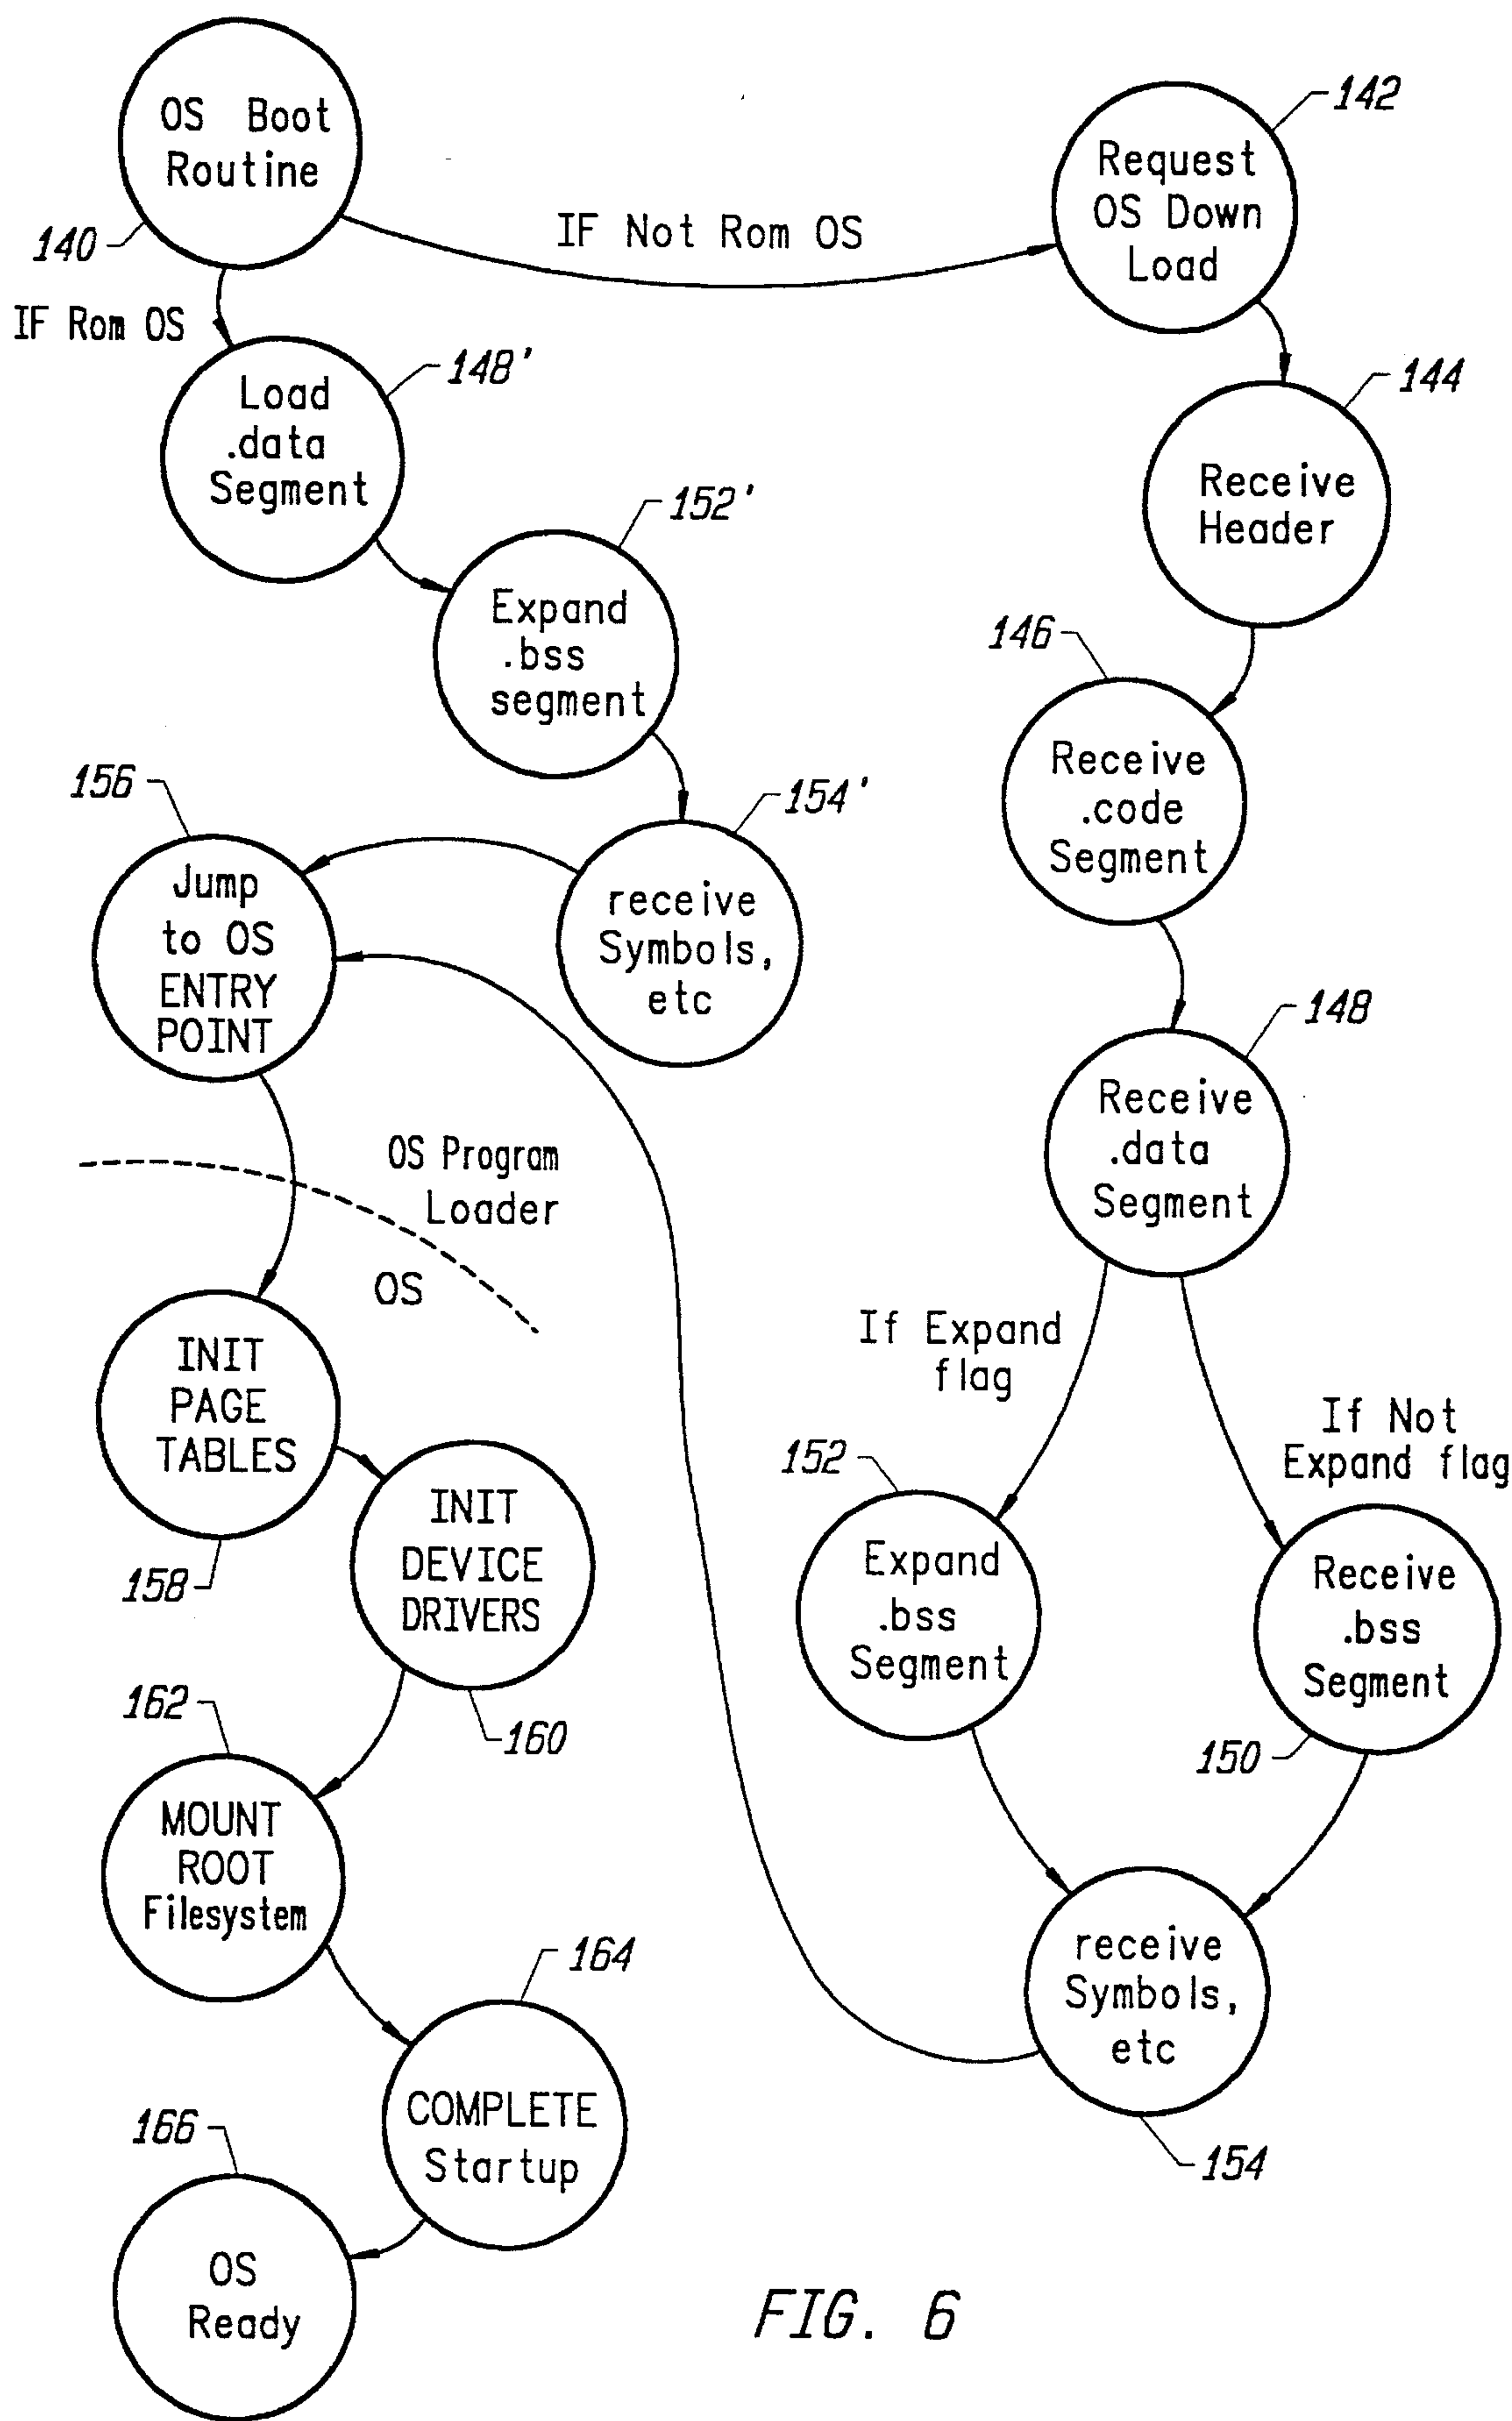 OS Boot
Routine
140
IF Not Rom OS
142
Request
OS Down
Load
IF Rom OS
148'
Load
.data
Segment
144
Receive
Header
152'
Expand
.bss
segment
146
Receive
.code
Segment
156
Jump
to OS
ENTRY
POINT
154'
receive
Symbols,
etc
148
Receive
.data
Segment
OS Program
Loader
OS
If Expand
flag
If Not
Expand flag
INIT
PAGE
TABLES
158
INIT
DEVICE
DRIVERS
160
152
Expand
.bss
Segment
Receive
.bss
Segment
150
162
MOUNT
ROOT
Filesystem
164
COMPLETE
Startup
receive
Symbols,
etc
154
166
OS
Ready
FIG. 6